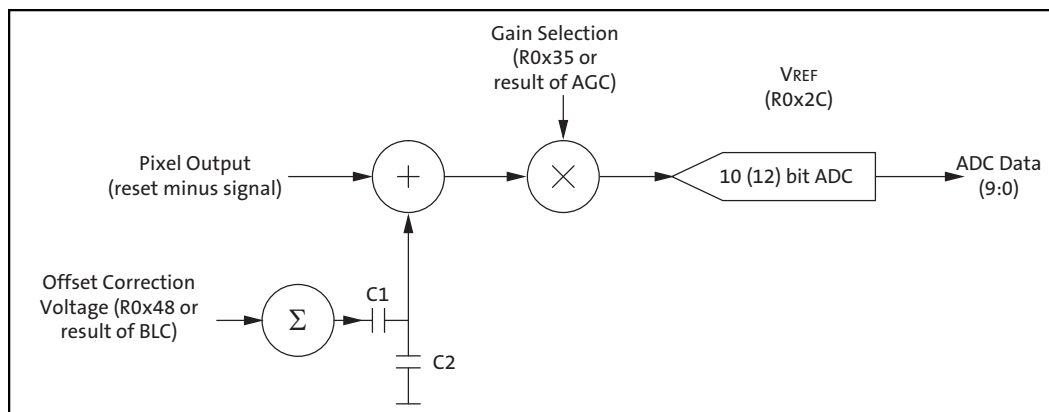 Gain Selection
(R0x35 or
result of AGC)
VREF
(R0x2C)
Pixel Output
(reset minus signal)
+
×
10 (12) bit ADC
ADC Data
(9:0)
Offset Correction
Voltage (R0x48 or
result of BLC)
Σ
C1
C2